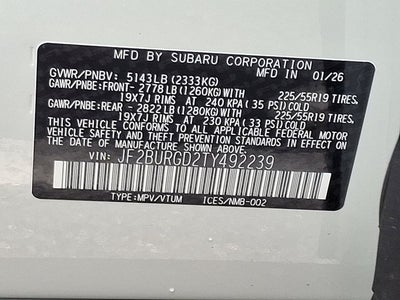 MFD BY SUBARU CORPORATION
GVWR/PNBV: 5143LB (2333KG) IN JAPAN 01/26
GAWR/PNBE:FRONT- 2778LB (1260KG) WITH 225/55R19 TIRES,
19X7J RIMS, AT 240 KPA (35 PSI) COLD
GAWR/PNBE:REAR - 2822LB (1280KG) WITH 225/55R19 TIRES,
19X7J RIMS, AT 230 KPA (33 PSI) COLD
THIS VEHICLE CONFORMS TO ALL APPLICABLE FEDERAL MOTOR
VEHICLE SAFETY AND THEFT PREVENTION STANDARDS IN EFFECT ON
THE DATE OF MANUFACTURE SHOWN ABOVE.
VIN: JF2BURGD2TY492239
TYPE:MPV/VTUM ICES/NMB-002